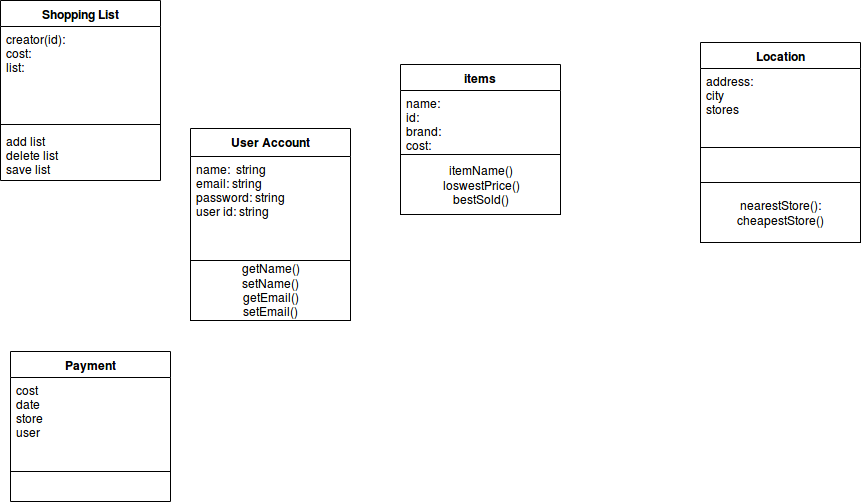 Shopping List
creator(id):
cost:
list:
add list
delete list
save list
User Account
name:  string
email: string
password: string
user id: string
getName()
setName()
getEmail()
setEmail()
items
name:
id:
brand:
cost:
itemName()
loswestPrice()
bestSold()
Location
address:
city
stores
nearestStore():
cheapestStore()
Payment
cost
date
store
user